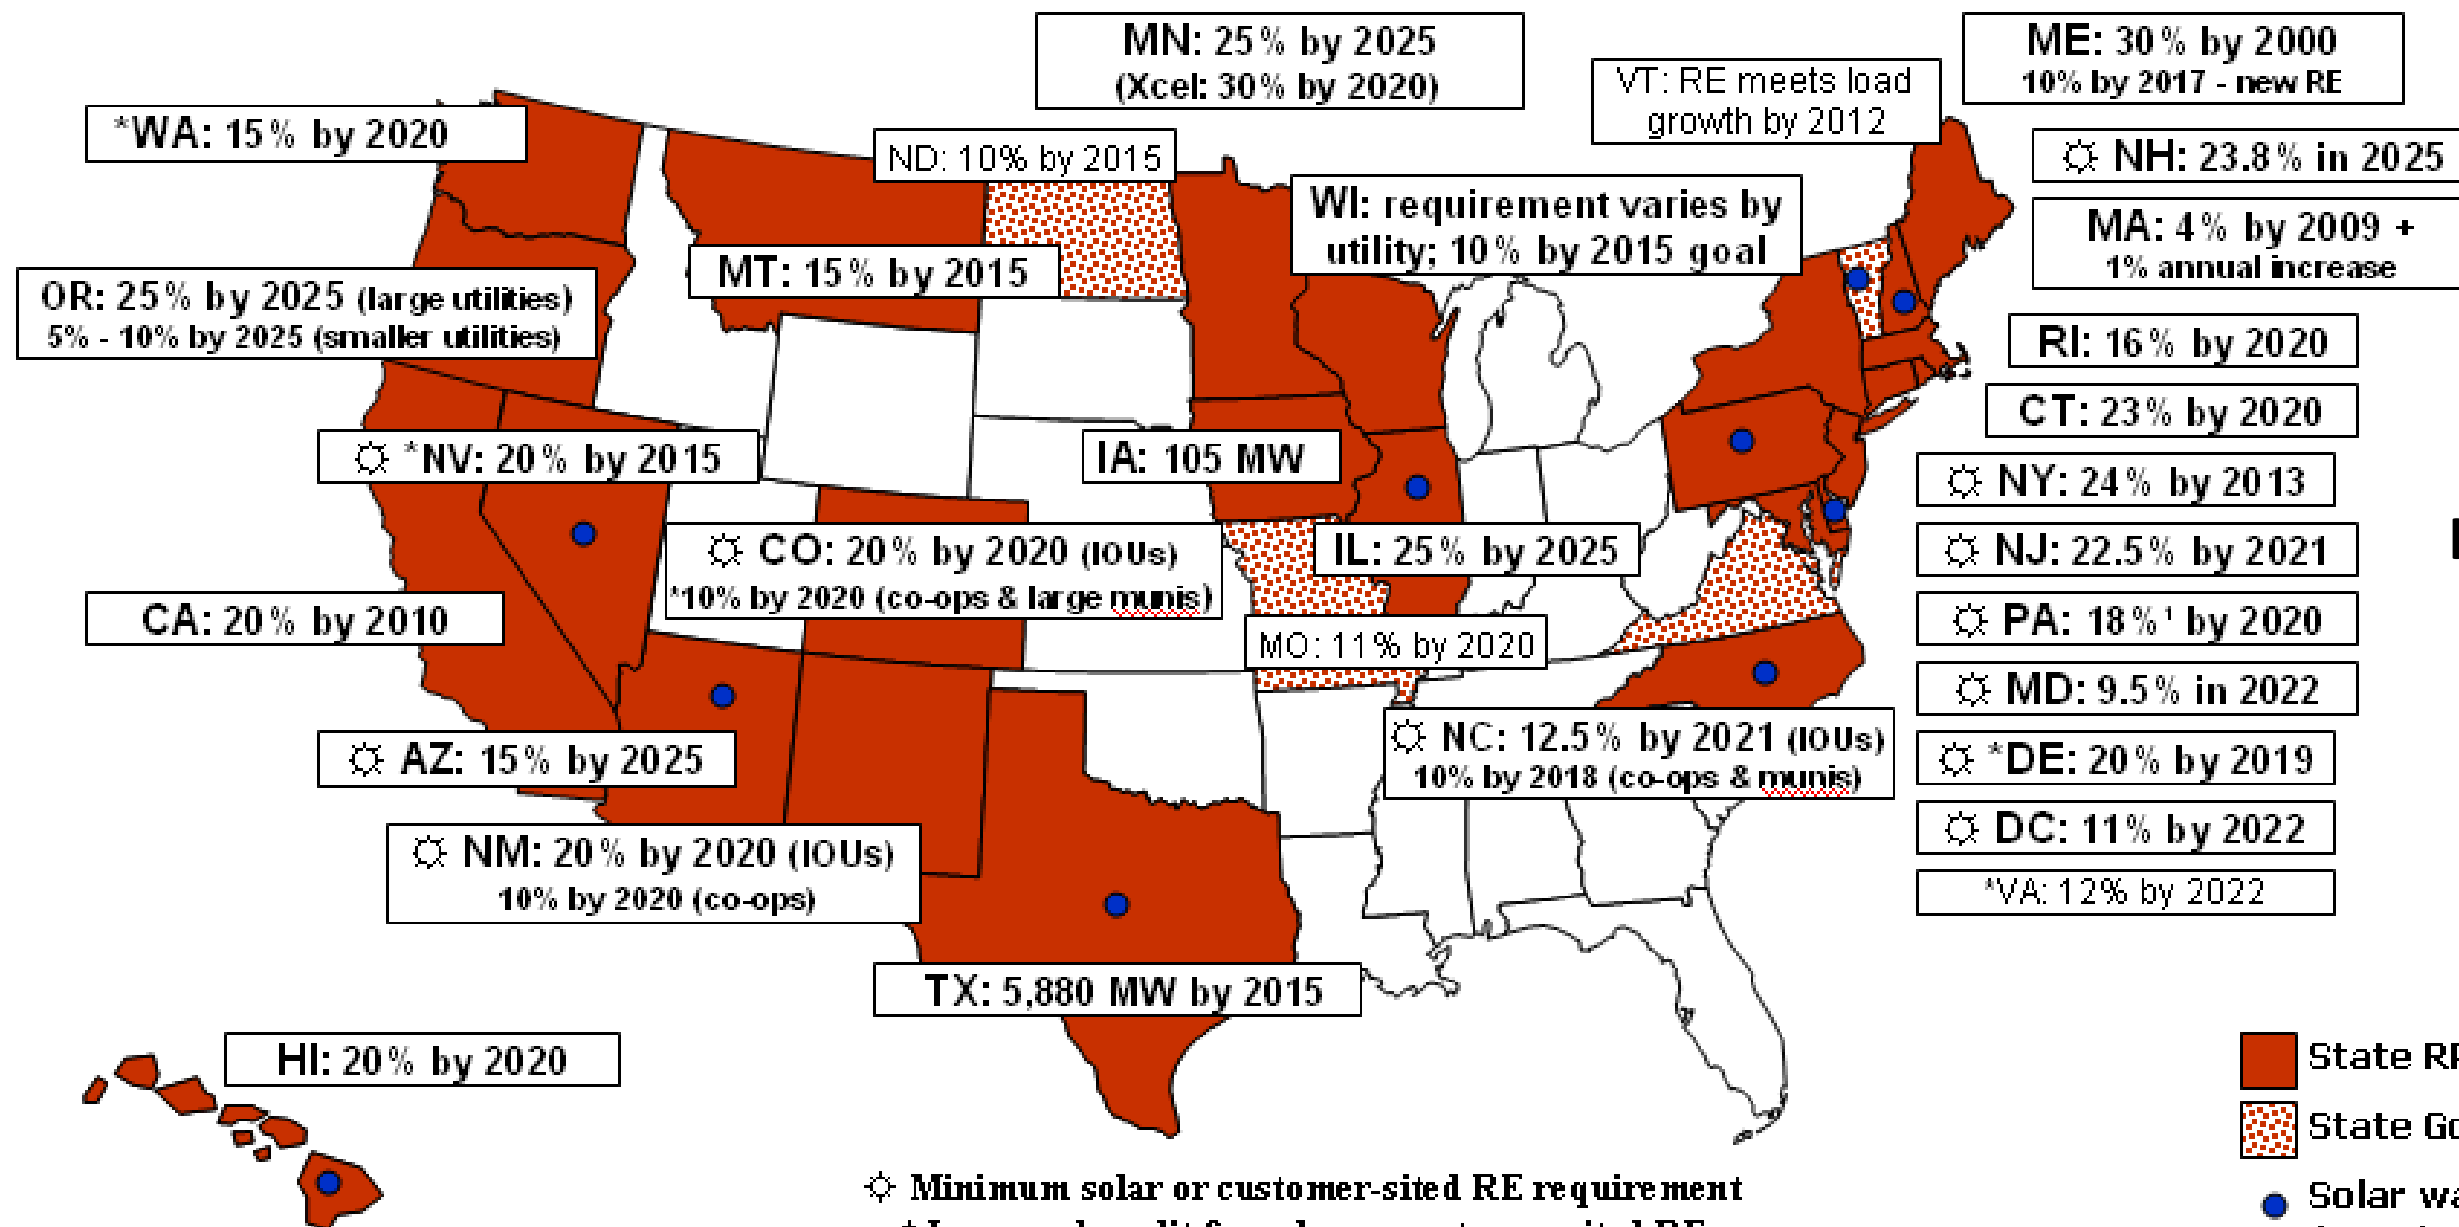 MN: 25% by 2025
(Xcel: 30% by 2020)
ME: 30% by 2000
10% by 2017 - new RE
VT: RE meets load
growth by 2012
*WA: 15% by 2020
ND: 10% by 2015
☼ NH: 23.8% in 2025
WI: requirement varies by
utility; 10% by 2015 goal
MA: 4% by 2009 +
1% annual increase
MT: 15% by 2015
OR: 25% by 2025 (large utilities)
5% - 10% by 2025 (smaller utilities)
RI: 16% by 2020
CT: 23% by 2020
☼ *NV: 20% by 2015
IA: 105 MW
☼ NY: 24% by 2013
☼ CO: 20% by 2020 (IOUs)
*10% by 2020 (co-ops & large munis)
IL: 25% by 2025
☼ NJ: 22.5% by 2021
CA: 20% by 2010
☼ PA: 18%¹ by 2020
MO: 11% by 2020
☼ MD: 9.5% in 2022
☼ AZ: 15% by 2025
☼ NC: 12.5% by 2021 (IOUs)
10% by 2018 (co-ops & munis)
☼ *DE: 20% by 2019
☼ NM: 20% by 2020 (IOUs)
10% by 2020 (co-ops)
☼ DC: 11% by 2022
*VA: 12% by 2022
TX: 5,880 MW by 2015
HI: 20% by 2020
State
State
Solar
☼ Minimum solar or customer-sited RE requirement